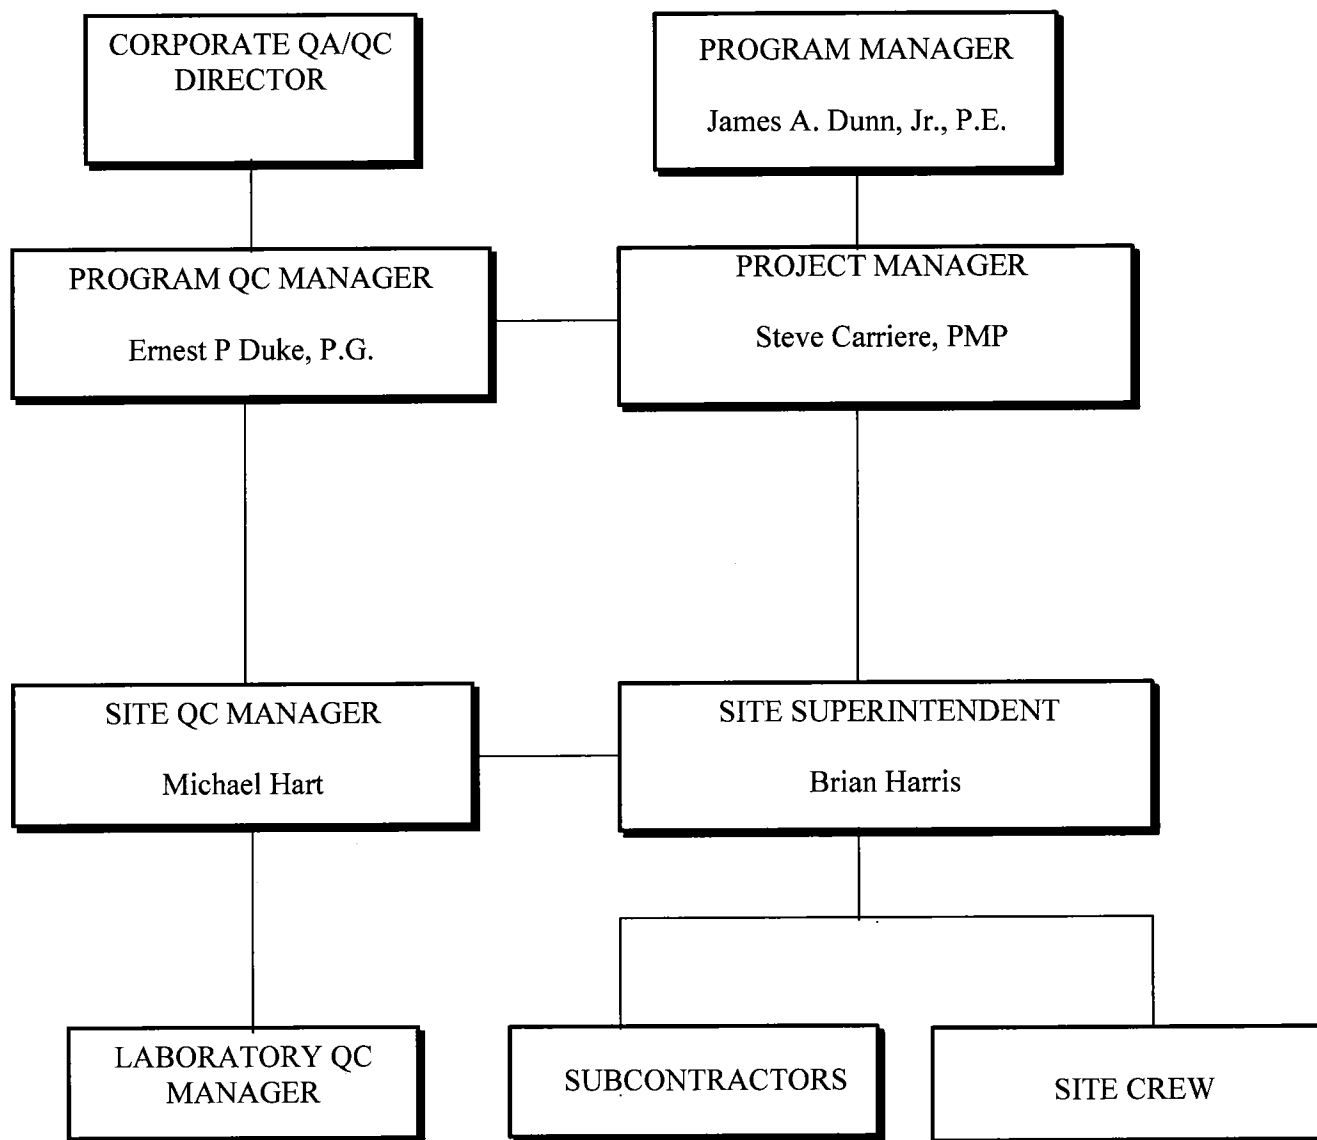 CORPORATE QA/QC
DIRECTOR
PROGRAM MANAGER
James A. Dunn, Jr., P.E.
PROGRAM QC MANAGER
Ernest P Duke, P.G.
PROJECT MANAGER
Steve Carriere, PMP
SITE QC MANAGER
Michael Hart
SITE SUPERINTENDENT
Brian Harris
LABORATORY QC
MANAGER
SUBCONTRACTORS
SITE CREW